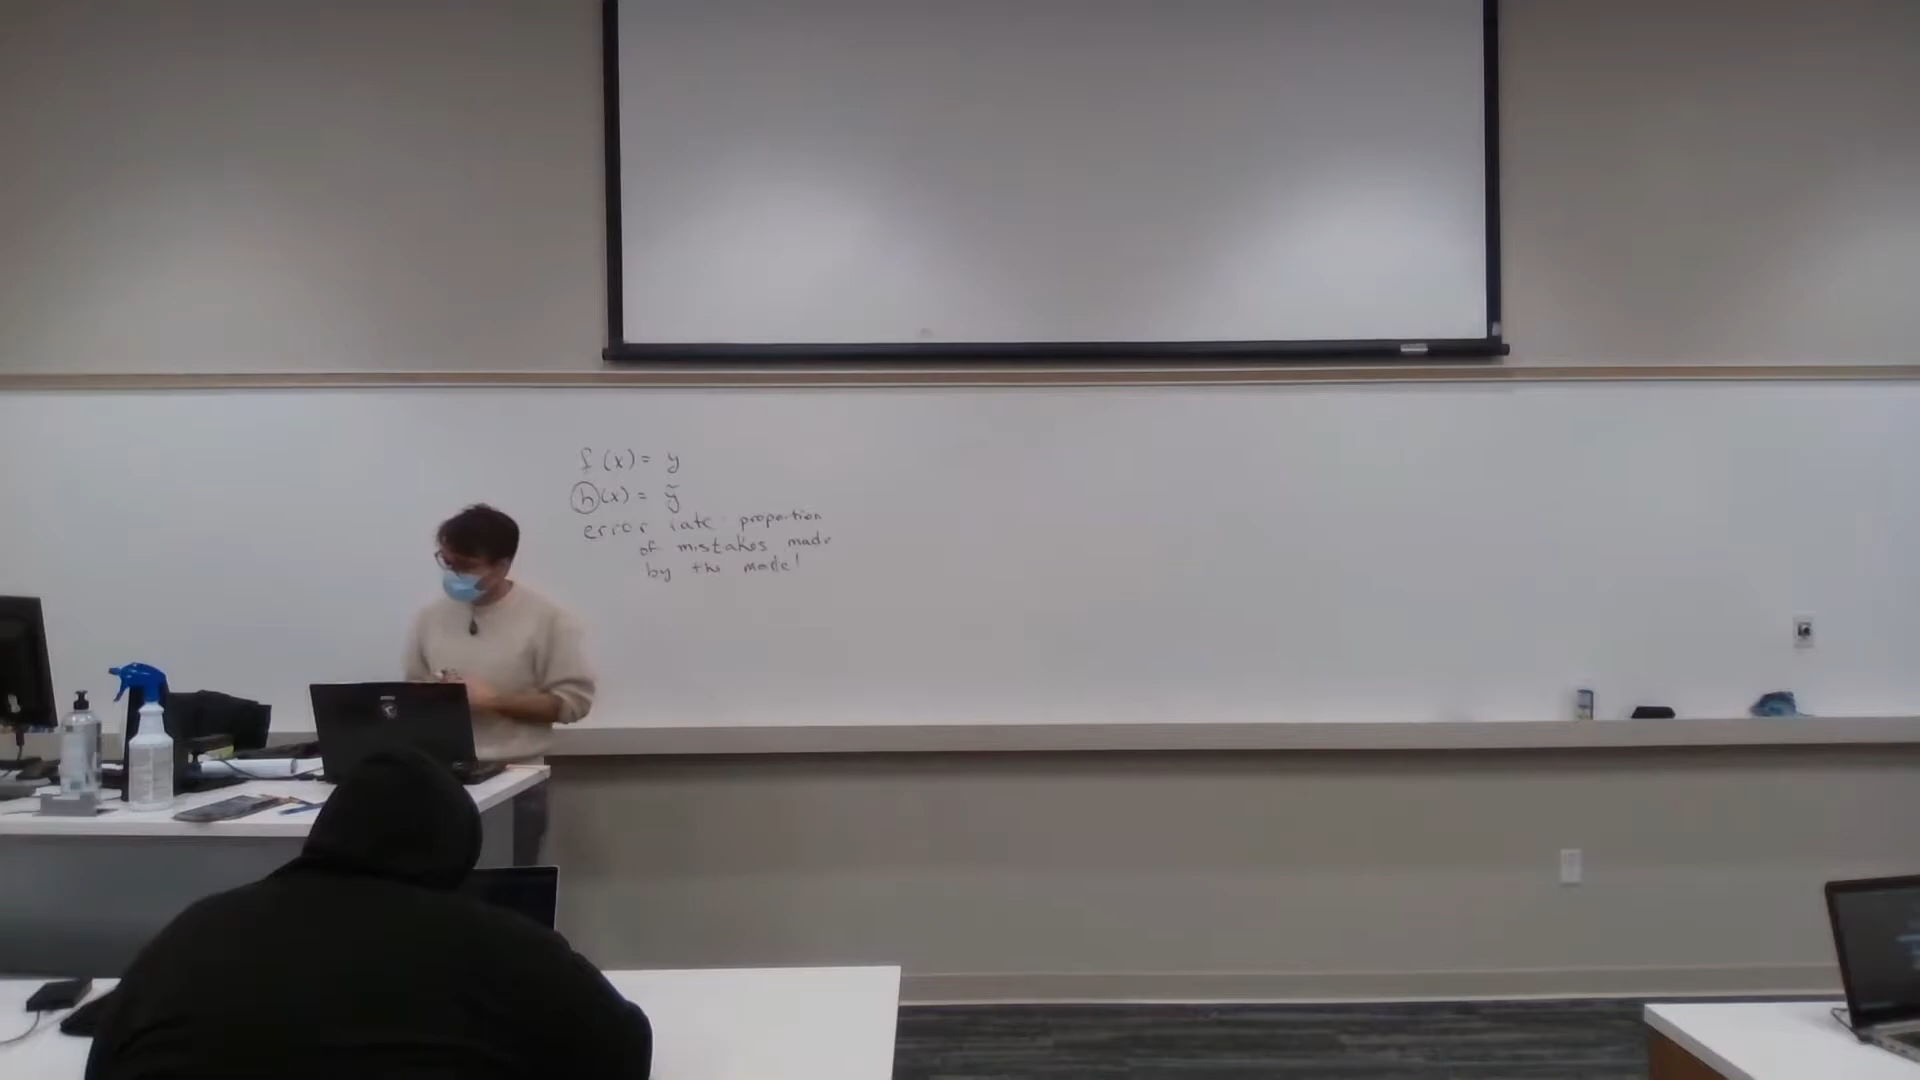 f(x) = y
h(x) = ỹ
error rate: proportion
of mistakes made
by the model